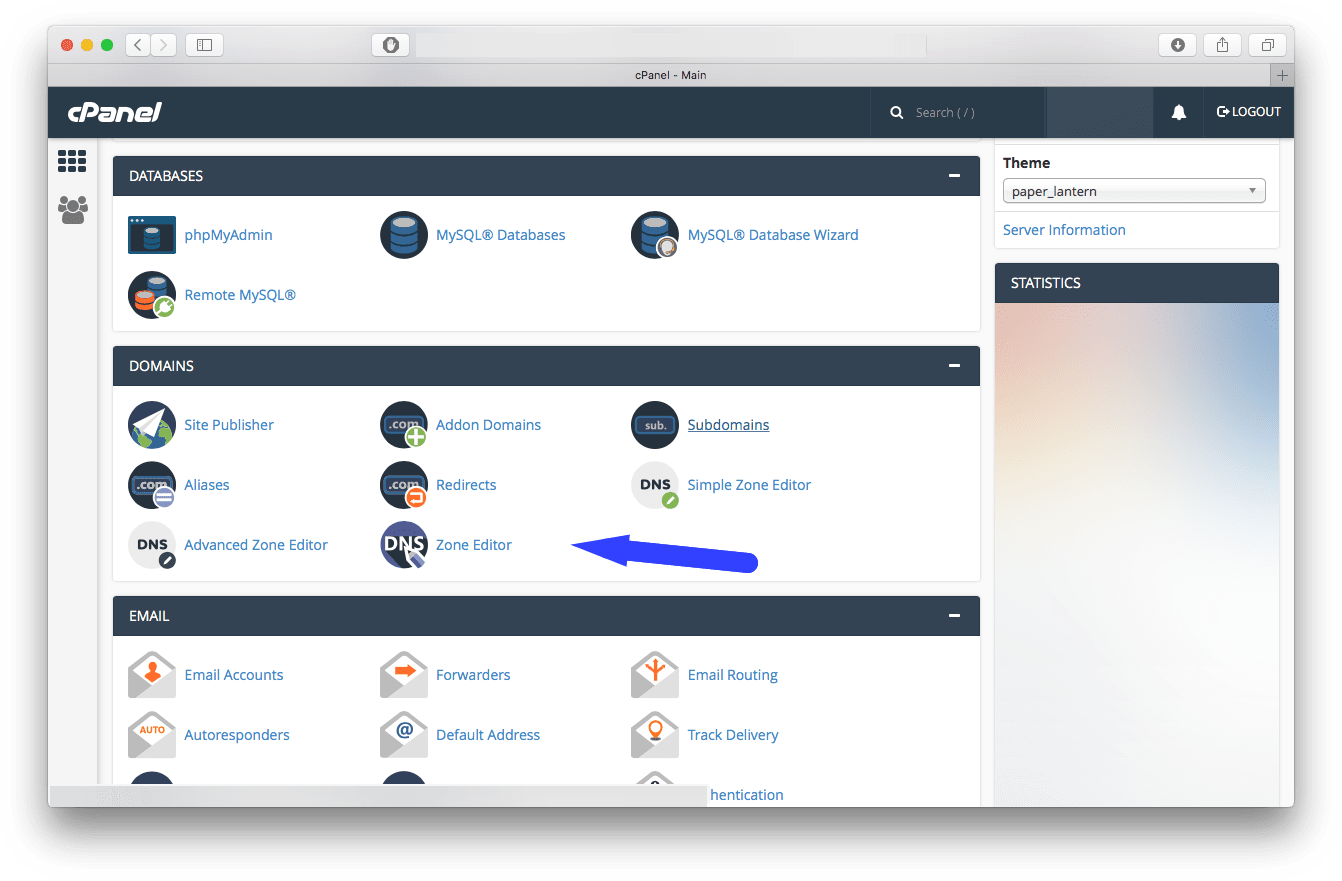 cPanel - Main
cPanel
Search ( / )
LOGOUT
DATABASES
phpMyAdmin
MySQL® Databases
MySQL® Database Wizard
Remote MySQL®
DOMAINS
Site Publisher
.com
Addon Domains
sub.
Subdomains
.com
Aliases
.com
Redirects
DNS
Simple Zone Editor
DNS
Advanced Zone Editor
DNS
Zone Editor
EMAIL
Email Accounts
Forwarders
Email Routing
AUTO
Autoresponders
@
Default Address
Track Delivery
hentication
Theme
paper_lantern
Server Information
STATISTICS